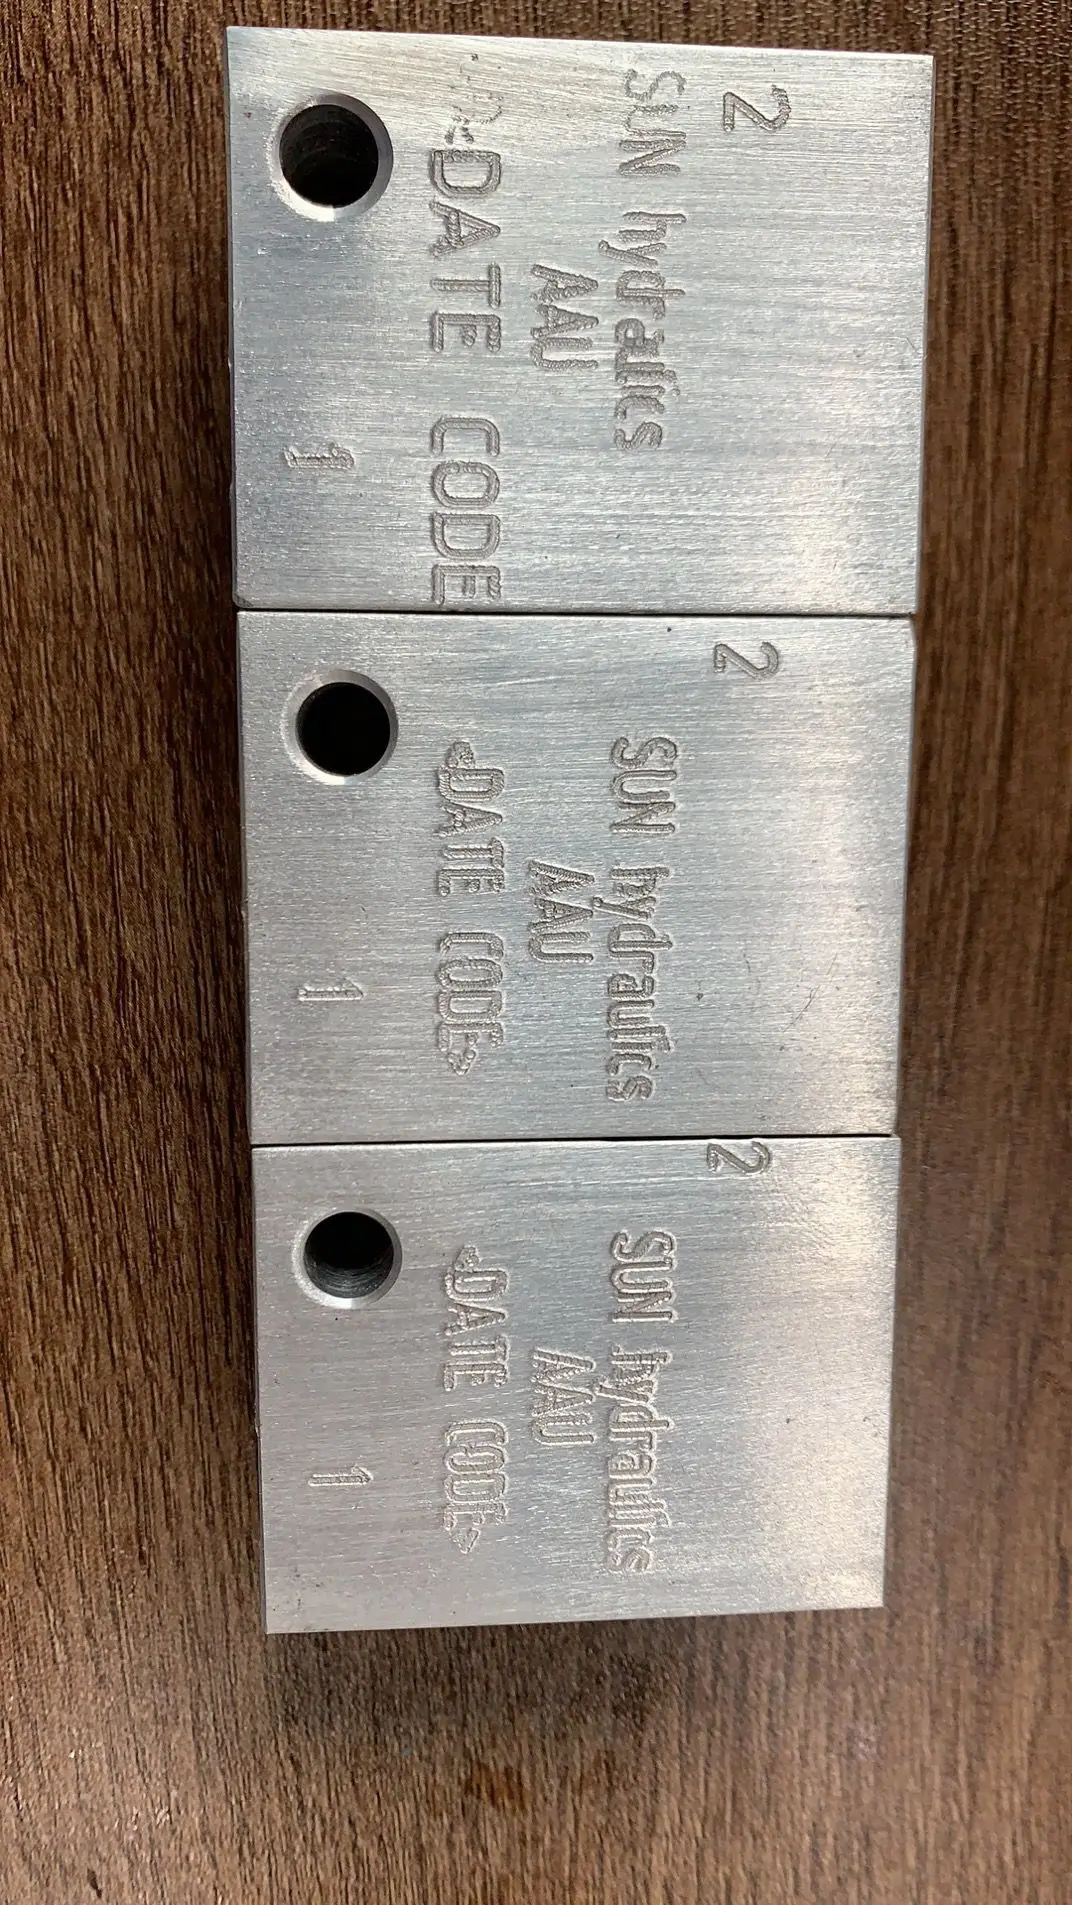 2
SUN hydraulics
AAU
<DATE CODE
1
2
SUN hydraulics
AAU
<DATE CODE>
1
2
SUN hydraulics
AAU
<DATE CODE>
1